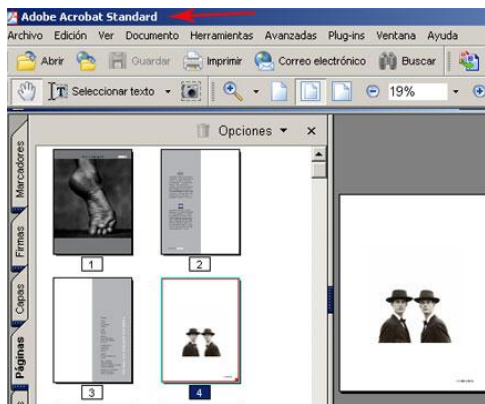 Adobe Acrobat Standard
Archivo Edición Ver Documento Herramientas Avanzadas Plug-ins Ventana Ayuda
Abrir Guardar Imprimir Correo electrónico Buscar
Seleccionar texto 19%
Opciones
Marcadores
Firmas
Capas
Páginas
1
2
3
4